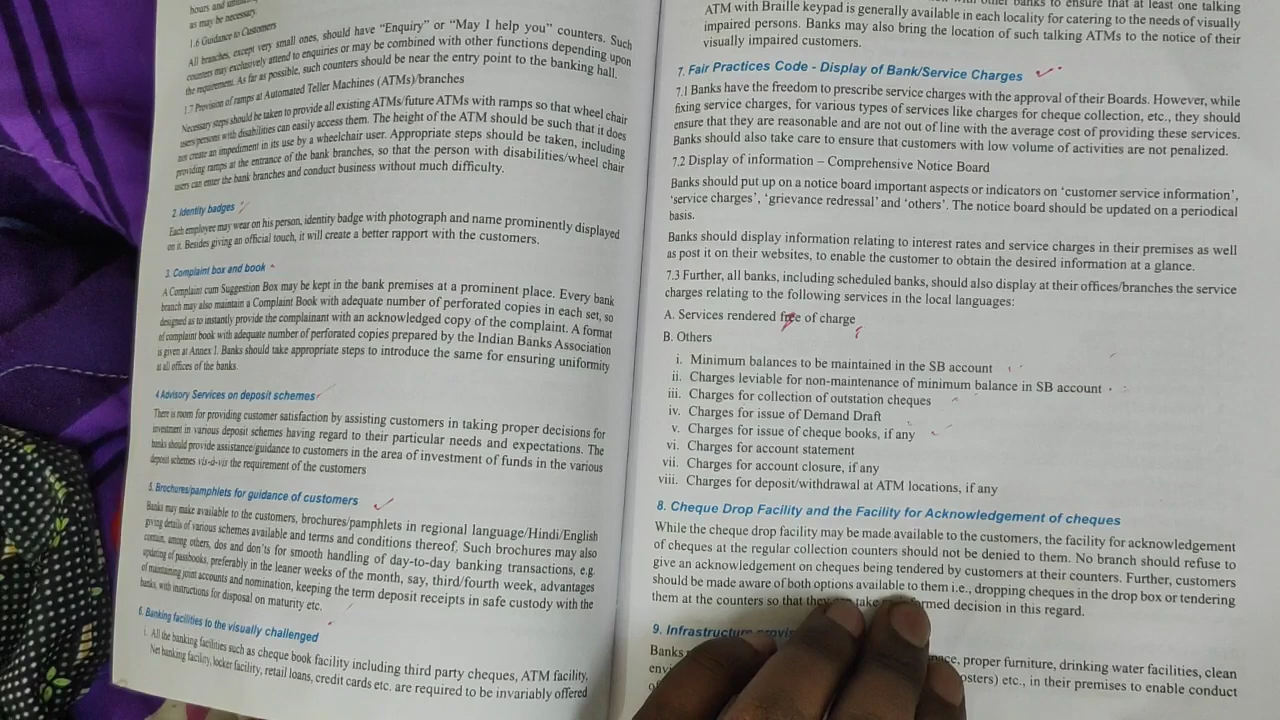 hours and
as may be necessary.
1.6 Guidance to Customers
All branches, except very small ones, should have “Enquiry” or “May I help you” counters. Such
counters may exclusively attend to enquiries or may be combined with other functions depending upon
the requirement. As far as possible, such counters should be near the entry point to the banking hall.
1.7 Provision of ramps at Automated Teller Machines (ATMs)/branches
Necessary steps should be taken to provide all existing ATMs/future ATMs with ramps so that wheel chair
users/persons with disabilities can easily access them. The height of the ATM should be such that it does
not create an impediment in its use by a wheelchair user. Appropriate steps should be taken, including
providing ramps at the entrance of the bank branches, so that the person with disabilities/wheel chair
users can enter the bank branches and conduct business without much difficulty.
2. Identity badges
Each employee may wear on his person, identity badge with photograph and name prominently displayed
on it. Besides giving an official touch, it will create a better rapport with the customers.
3. Complaint box and book
A Complaint cum Suggestion Box may be kept in the bank premises at a prominent place. Every bank
branch may also maintain a Complaint Book with adequate number of perforated copies in each set, so
designed as to instantly provide the complainant with an acknowledged copy of the complaint. A format
of complaint book with adequate number of perforated copies prepared by the Indian Banks Association
is given at Annex I. Banks should take appropriate steps to introduce the same for ensuring uniformity
at all offices of the banks.
4 Advisory Services on deposit schemes
There is room for providing customer satisfaction by assisting customers in taking proper decisions for
investment in various deposit schemes having regard to their particular needs and expectations. The
banks should provide assistance/guidance to customers in the area of investment of funds in the various
deposit schemes vis-à-vis the requirement of the customers
5. Brochures/pamphlets for guidance of customers
Banks may make available to the customers, brochures/pamphlets in regional language/Hindi/English
giving details of various schemes available and terms and conditions thereof. Such brochures may also
contain, among others, dos and don'ts for smooth handling of day-to-day banking transactions, e.g.
updating of passbooks, preferably in the leaner weeks of the month, say, third/fourth week, advantages
of maintaining joint accounts and nomination, keeping the term deposit receipts in safe custody with the
banks, with instructions for disposal on maturity etc.
6. Banking facilities to the visually challenged
i. All the banking facilities such as cheque book facility including third party cheques, ATM facility,
Net banking facility, locker facility, retail loans, credit cards etc. are required to be invariably offered
with other banks to ensure that at least one talking
ATM with Braille keypad is generally available in each locality for catering to the needs of visually
impaired persons. Banks may also bring the location of such talking ATMs to the notice of their
visually impaired customers.
7. Fair Practices Code - Display of Bank/Service Charges
7.1 Banks have the freedom to prescribe service charges with the approval of their Boards. However, while
fixing service charges, for various types of services like charges for cheque collection, etc., they should
ensure that they are reasonable and are not out of line with the average cost of providing these services.
Banks should also take care to ensure that customers with low volume of activities are not penalized.
7.2 Display of information – Comprehensive Notice Board
Banks should put up on a notice board important aspects or indicators on ‘customer service information’,
‘service charges’, ‘grievance redressal’ and ‘others’. The notice board should be updated on a periodical
basis.
Banks should display information relating to interest rates and service charges in their premises as well
as post it on their websites, to enable the customer to obtain the desired information at a glance.
7.3 Further, all banks, including scheduled banks, should also display at their offices/branches the service
charges relating to the following services in the local languages:
A. Services rendered free of charge
B. Others
i. Minimum balances to be maintained in the SB account
ii. Charges leviable for non-maintenance of minimum balance in SB account
iii. Charges for collection of outstation cheques
iv. Charges for issue of Demand Draft
v. Charges for issue of cheque books, if any
vi. Charges for account statement
vii. Charges for account closure, if any
viii. Charges for deposit/withdrawal at ATM locations, if any
8. Cheque Drop Facility and the Facility for Acknowledgement of cheques
While the cheque drop facility may be made available to the customers, the facility for acknowledgement
of cheques at the regular collection counters should not be denied to them. No branch should refuse to
give an acknowledgement on cheques being tendered by customers at their counters. Further, customers
should be made aware of both options available to them i.e., dropping cheques in the drop box or tendering
them at the counters so that they take decision in this regard.
9. Infrastructure
Banks proper furniture, drinking water facilities, clean
etc., in their premises to enable conduct